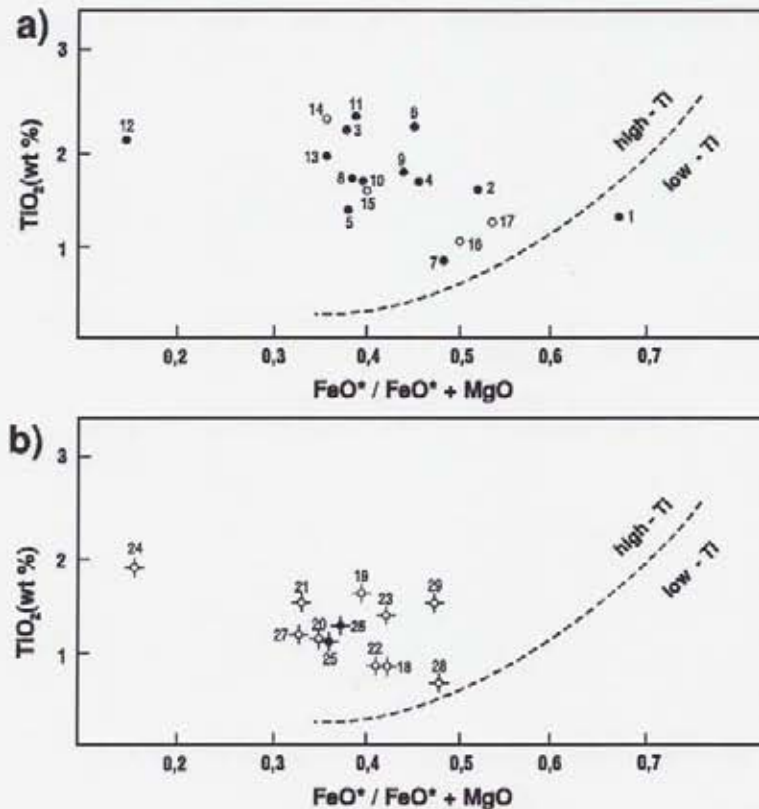 a)
3
2
1
TiO₂(wt %)
12
14
11
6
3
13
9
8
10
4
2
15
5
17
16
7
1
high - Ti
low - Ti
0,2 0,3 0,4 0,5 0,6 0,7
FeO* / FeO* + MgO
b)
3
2
1
TiO₂(wt %)
24
21
19
29
23
27
20
26
25
22
18
28
high - Ti
low - Ti
0,2 0,3 0,4 0,5 0,6 0,7
FeO* / FeO* + MgO